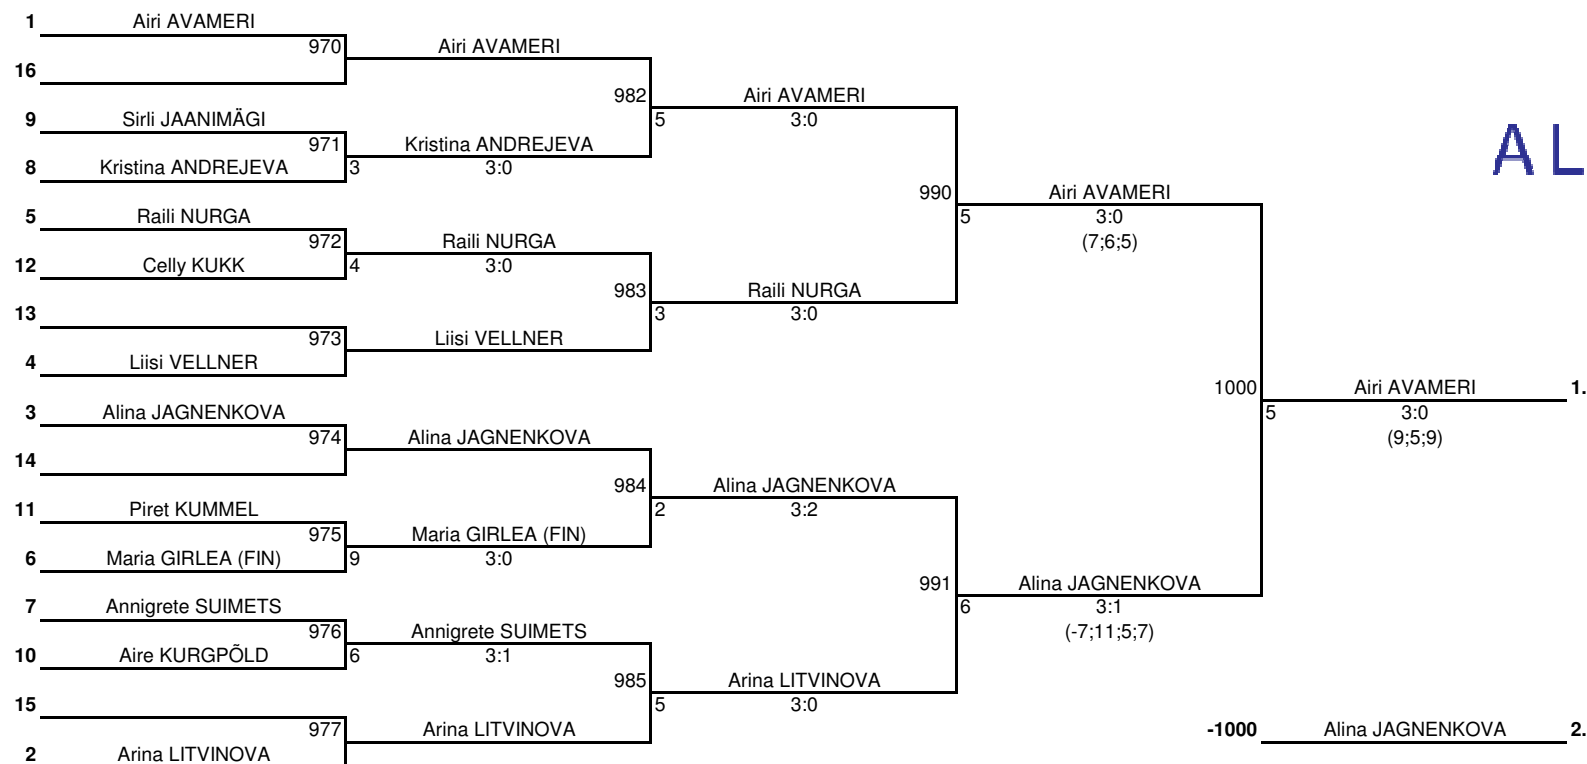 1 Airi AVAMERI
970 Airi AVAMERI
16
982 Airi AVAMERI
9 Sirli JAANIMÄGI
5 3:0
971 Kristina ANDREJEVA
8 Kristina ANDREJEVA 3 3:0
A L
990 Airi AVAMERI
5 Raili NURGA
5 3:0
972 Raili NURGA
(7;6;5)
12 Celly KUKK 4 3:0
983 Raili NURGA
13
3 3:0
973 Liisi VELLNER
4 Liisi VELLNER
1000 Airi AVAMERI 1.
3 Alina JAGNENKOVA
5 3:0
974 Alina JAGNENKOVA
(9;5;9)
14
984 Alina JAGNENKOVA
11 Piret KUMMEL
2 3:2
975 Maria GIRLEA (FIN)
6 Maria GIRLEA (FIN) 9 3:0
991 Alina JAGNENKOVA
7 Annigrete SUIMETS
6 3:1
976 Annigrete SUIMETS
(-7;11;5;7)
10 Aire KURGPÕLD 6 3:1
985 Arina LITVINOVA
15
5 3:0
977 Arina LITVINOVA
-1000 Alina JAGNENKOVA 2.
2 Arina LITVINOVA